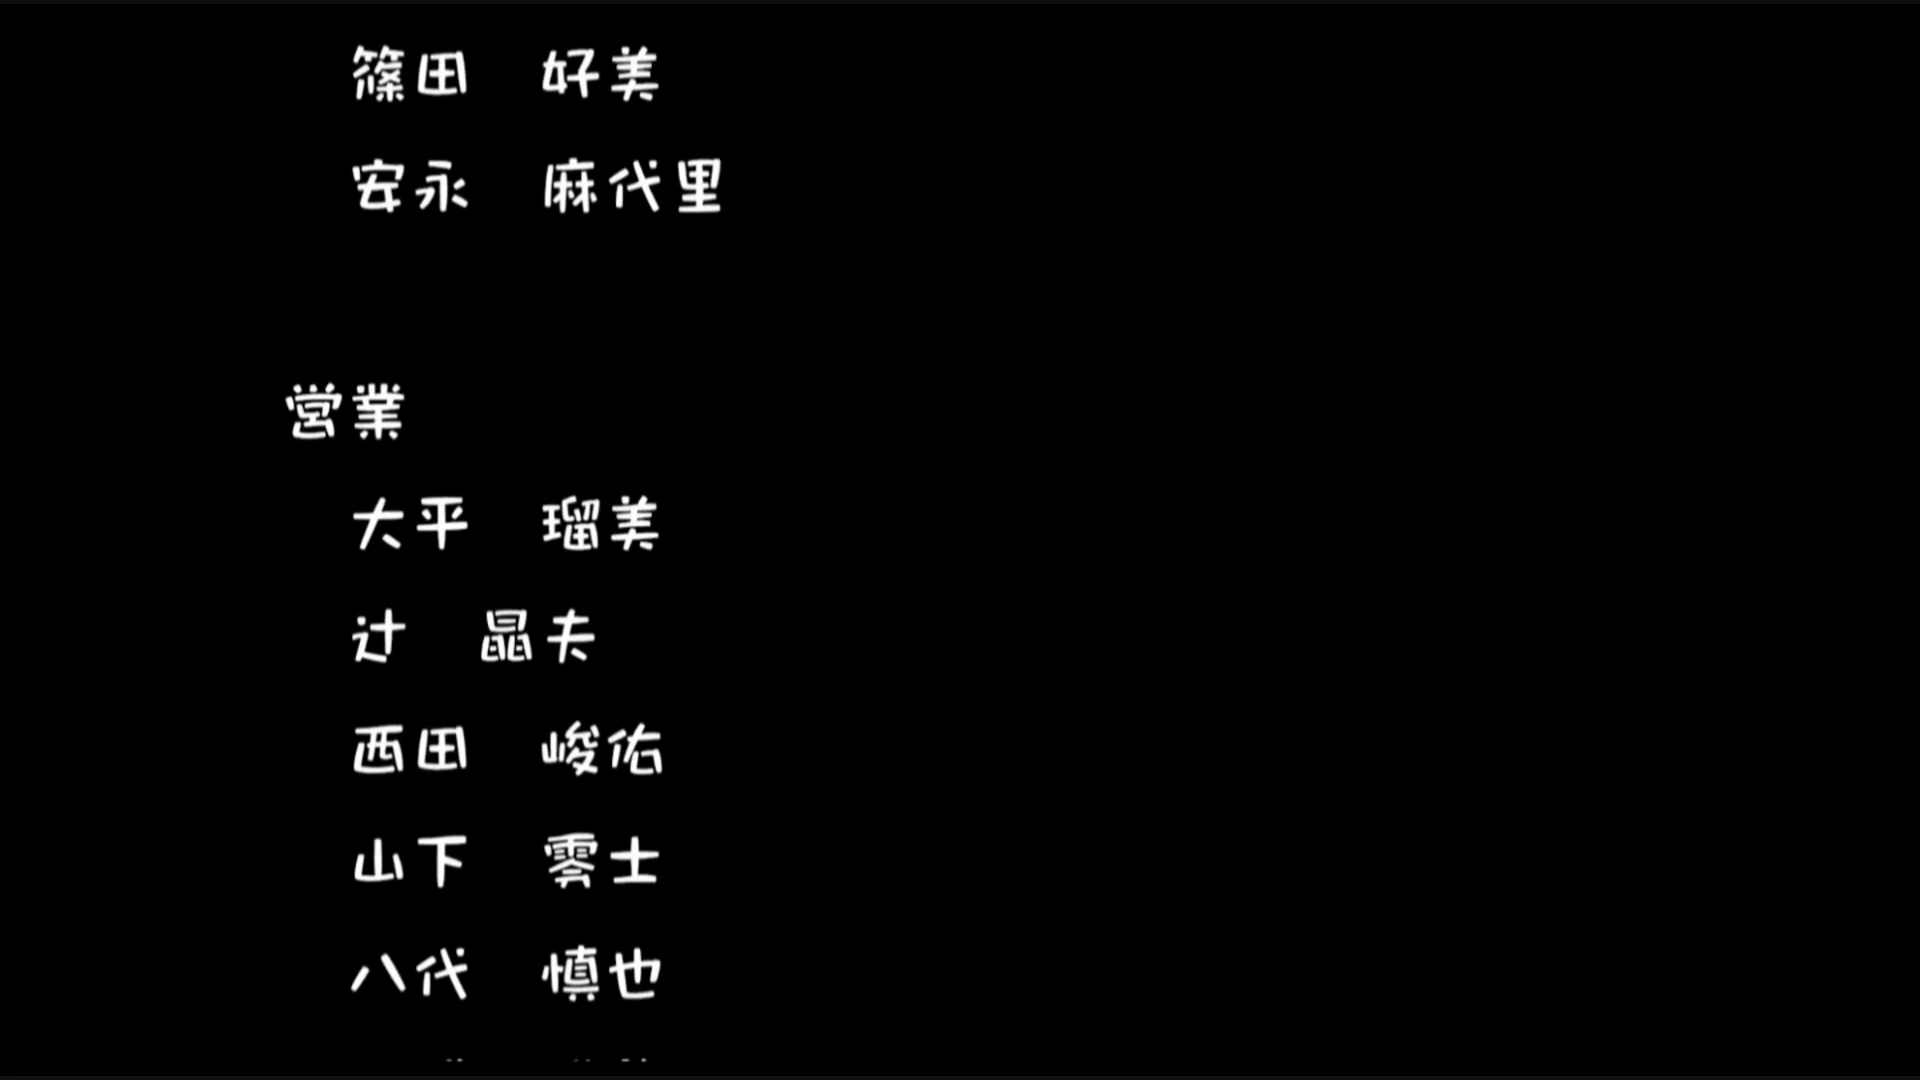 篠田　好美
安永　麻代里
営業
大平　瑠美
辻　晶夫
西田　峻佑
山下　零士
八代　慎也